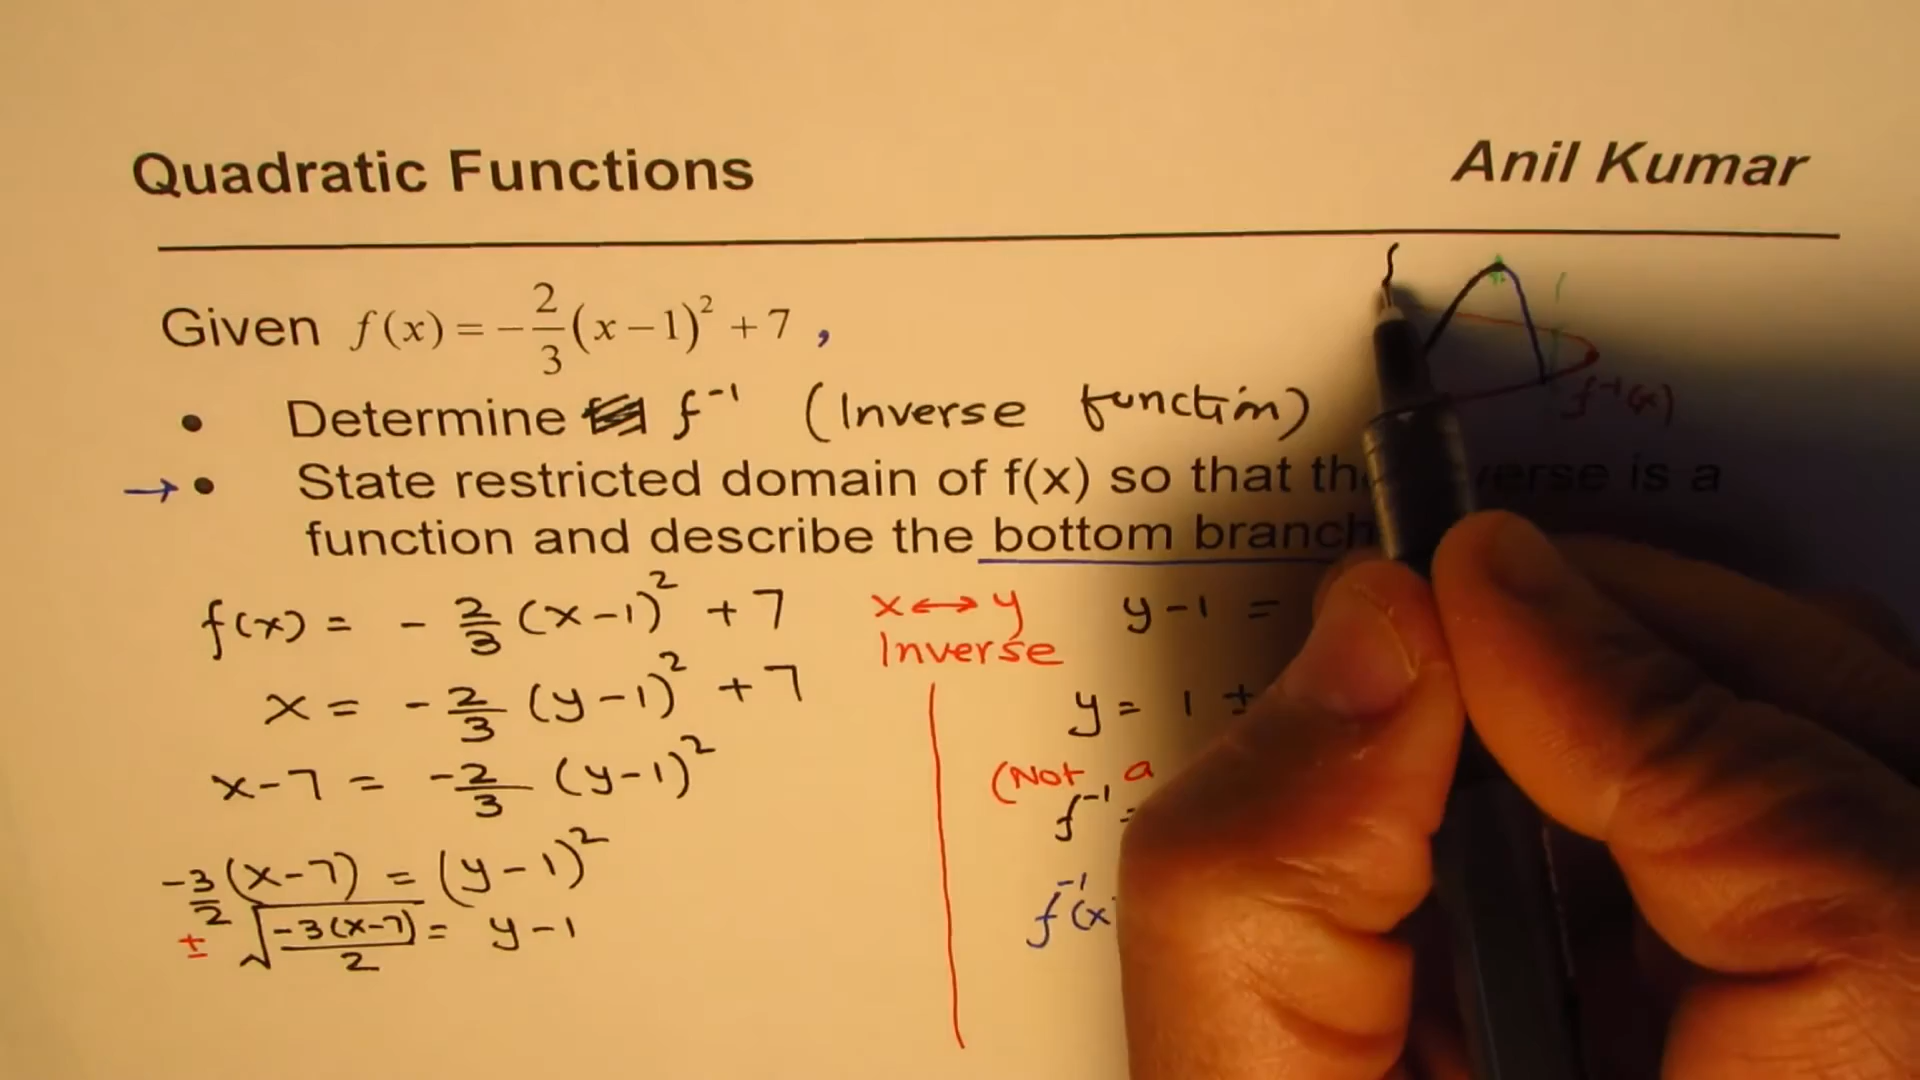 Quadratic Functions
Anil Kumar
Given f(x) = -2/3 (x-1)² + 7 ,
• Determine f⁻¹ (Inverse function)
→ • State restricted domain of f(x) so that is a
function and describe the bottom branch
f(x) = - 2/3 (x-1)² + 7
x = - 2/3 (y-1)² + 7
x-7 = -2/3 (y-1)²
-3/2 (x-7) = (y-1)²
± √(-3(x-7)/2) = y-1
x ↔ y
Inverse
y-1 =
y = 1 ±
(Not a
f⁻¹ =
f⁻¹(x
f⁻¹(x)